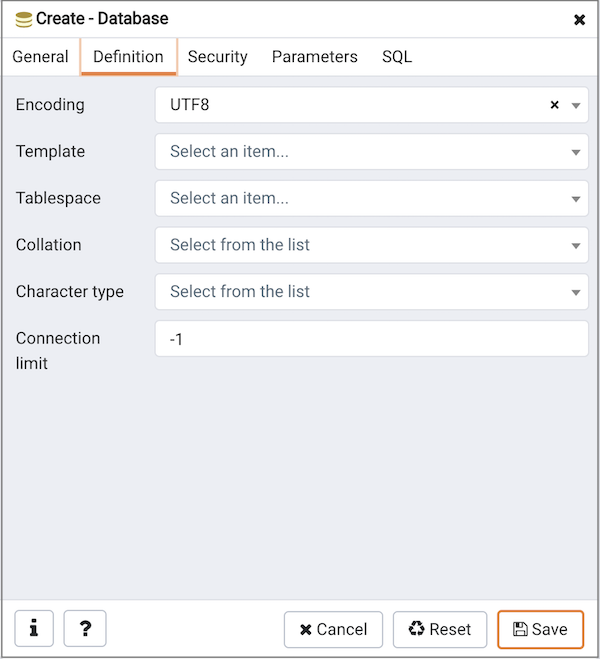 Create - Database
General Definition Security Parameters SQL
Encoding UTF8
Template Select an item...
Tablespace Select an item...
Collation Select from the list
Character type Select from the list
Connection limit -1
i ? Cancel Reset Save